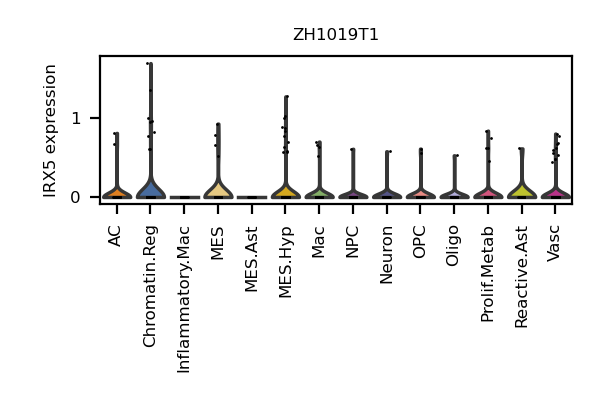 ZH1019T1
IRX5 expression
1
0
AC
Chromatin.Reg
Inflammatory.Mac
MES
MES.Ast
MES.Hyp
Mac
NPC
Neuron
OPC
Oligo
Prolif.Metab
Reactive.Ast
Vasc